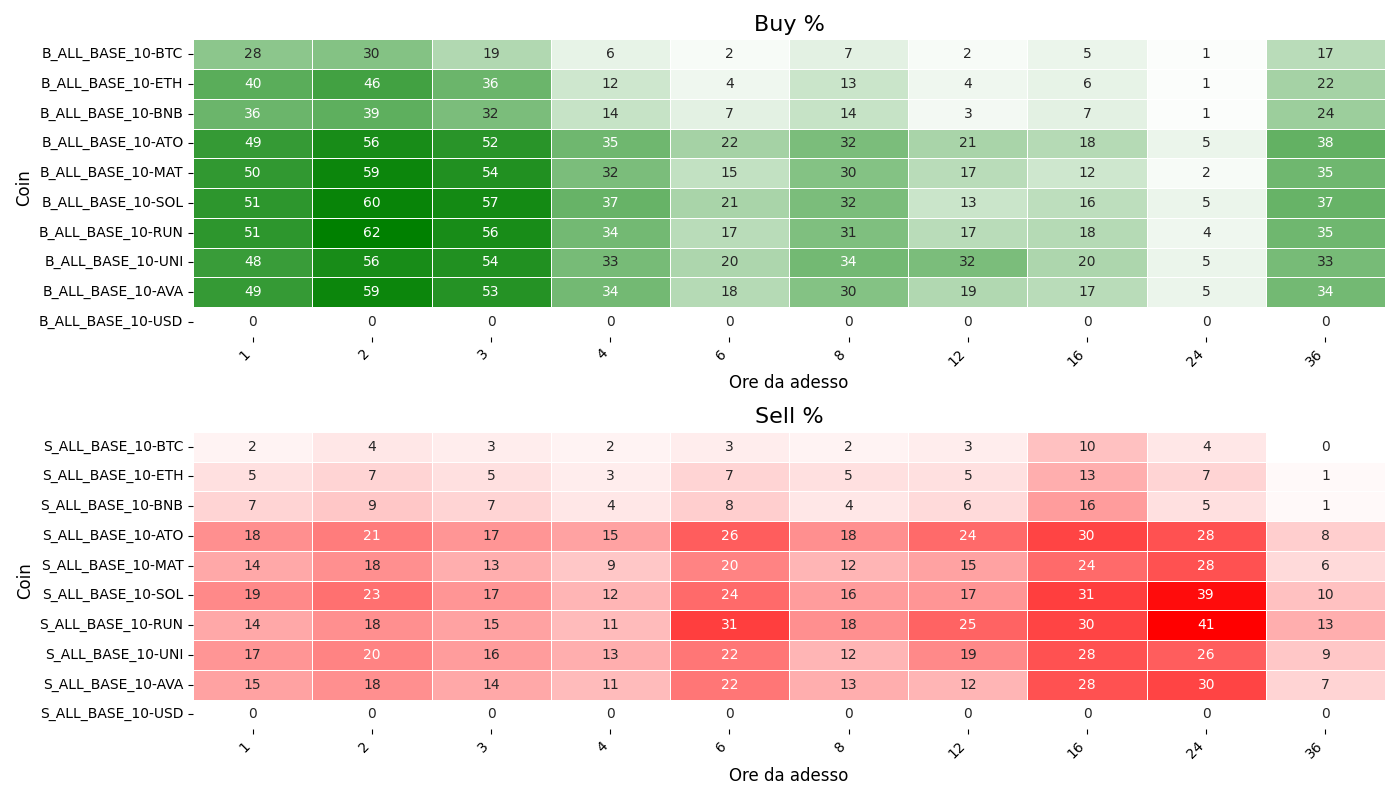 Buy %
Coin
B_ALL_BASE_10-BTC 28 30 19 6 2 7 2 5 1 17
B_ALL_BASE_10-ETH 40 46 36 12 4 13 4 6 1 22
B_ALL_BASE_10-BNB 36 39 32 14 7 14 3 7 1 24
B_ALL_BASE_10-ATO 49 56 52 35 22 32 21 18 5 38
B_ALL_BASE_10-MAT 50 59 54 32 15 30 17 12 2 35
B_ALL_BASE_10-SOL 51 60 57 37 21 32 13 16 5 37
B_ALL_BASE_10-RUN 51 62 56 34 17 31 17 18 4 35
B_ALL_BASE_10-UNI 48 56 54 33 20 34 32 20 5 33
B_ALL_BASE_10-AVA 49 59 53 34 18 30 19 17 5 34
B_ALL_BASE_10-USD 0 0 0 0 0 0 0 0 0 0
1 2 3 4 6 8 12 16 24 36
Ore da adesso
Sell %
Coin
S_ALL_BASE_10-BTC 2 4 3 2 3 2 3 10 4 0
S_ALL_BASE_10-ETH 5 7 5 3 7 5 5 13 7 1
S_ALL_BASE_10-BNB 7 9 7 4 8 4 6 16 5 1
S_ALL_BASE_10-ATO 18 21 17 15 26 18 24 30 28 8
S_ALL_BASE_10-MAT 14 18 13 9 20 12 15 24 28 6
S_ALL_BASE_10-SOL 19 23 17 12 24 16 17 31 39 10
S_ALL_BASE_10-RUN 14 18 15 11 31 18 25 30 41 13
S_ALL_BASE_10-UNI 17 20 16 13 22 12 19 28 26 9
S_ALL_BASE_10-AVA 15 18 14 11 22 13 12 28 30 7
S_ALL_BASE_10-USD 0 0 0 0 0 0 0 0 0 0
1 2 3 4 6 8 12 16 24 36
Ore da adesso